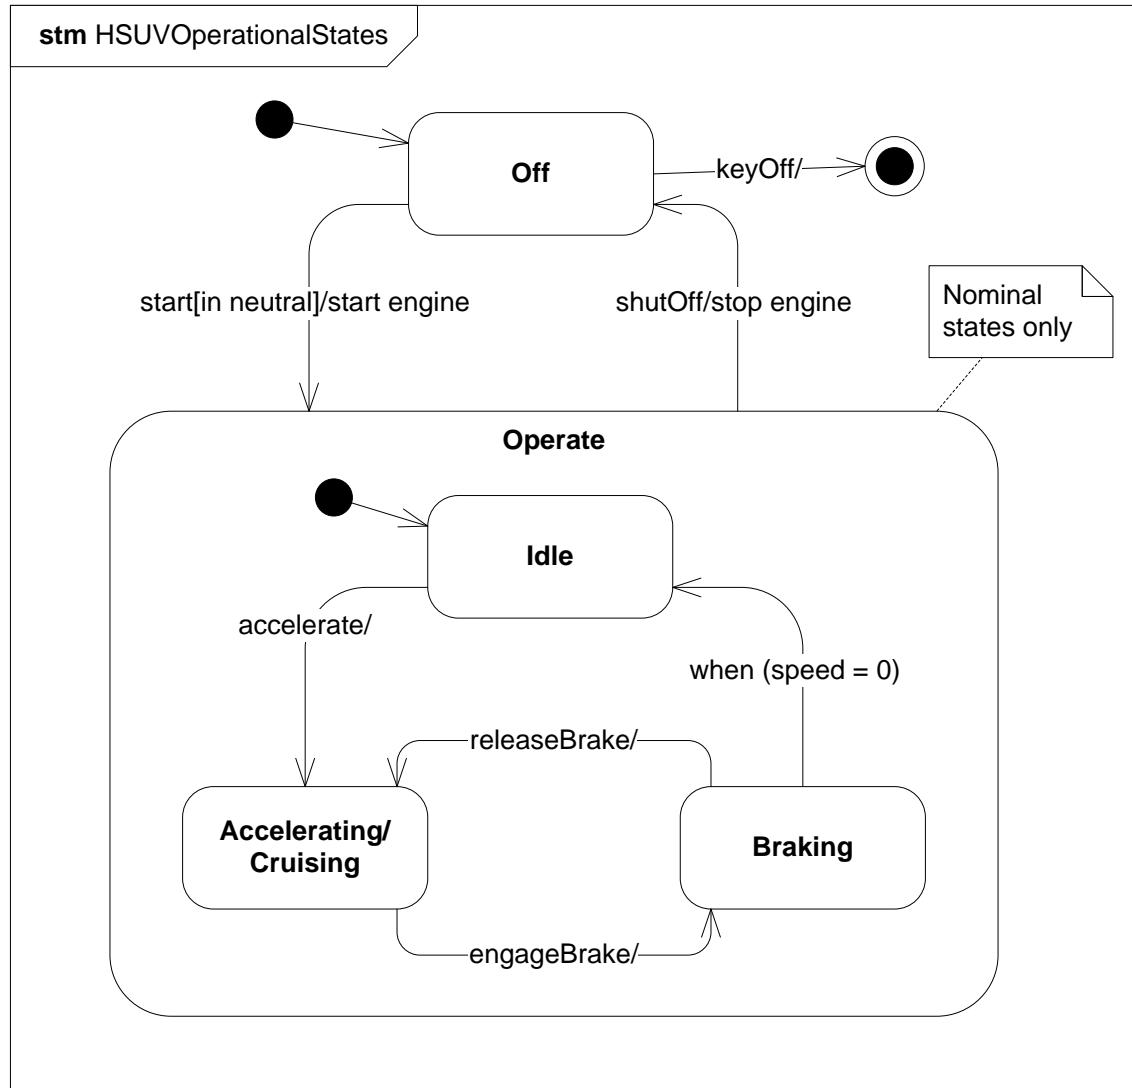 stm HSUVOperationalStates
Off
keyOff/
start[in neutral]/start engine
shutOff/stop engine
Nominal
states only
Operate
Idle
accelerate/
when (speed = 0)
releaseBrake/
Accelerating/
Cruising
Braking
engageBrake/